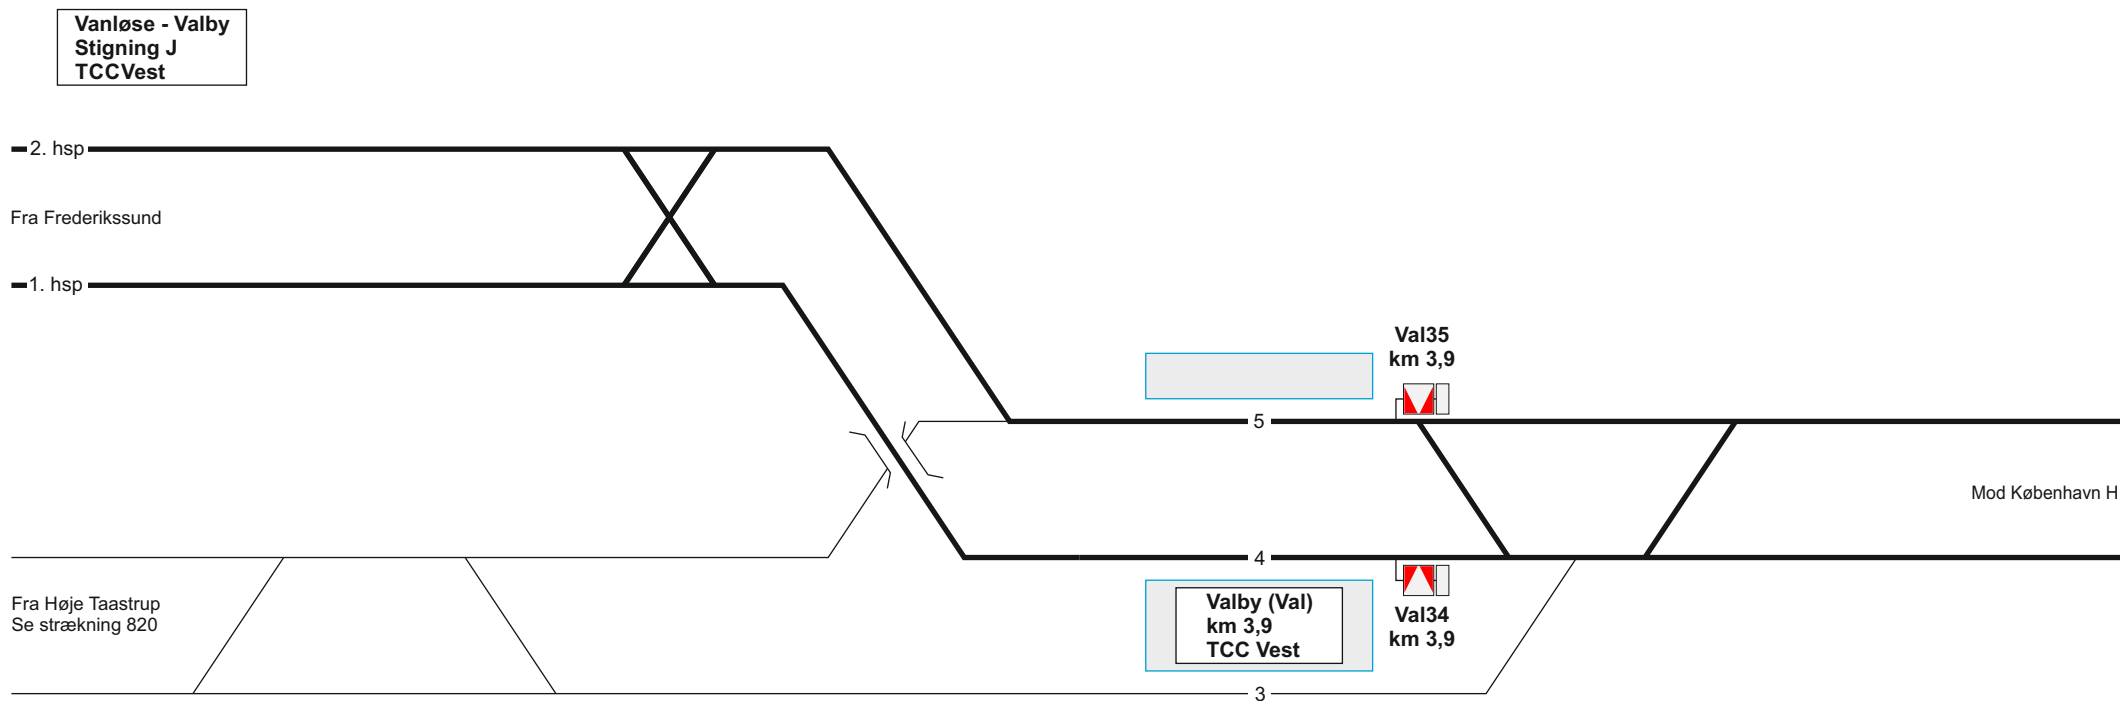 Vanløse - Valby
Stigning J
TCCVest
2. hsp
Fra Frederikssund
1. hsp
Val35
km 3,9
5
Mod København H
4
Fra Høje Taastrup
Se strækning 820
Valby (Val)
km 3,9
TCC Vest
Val34
km 3,9
3